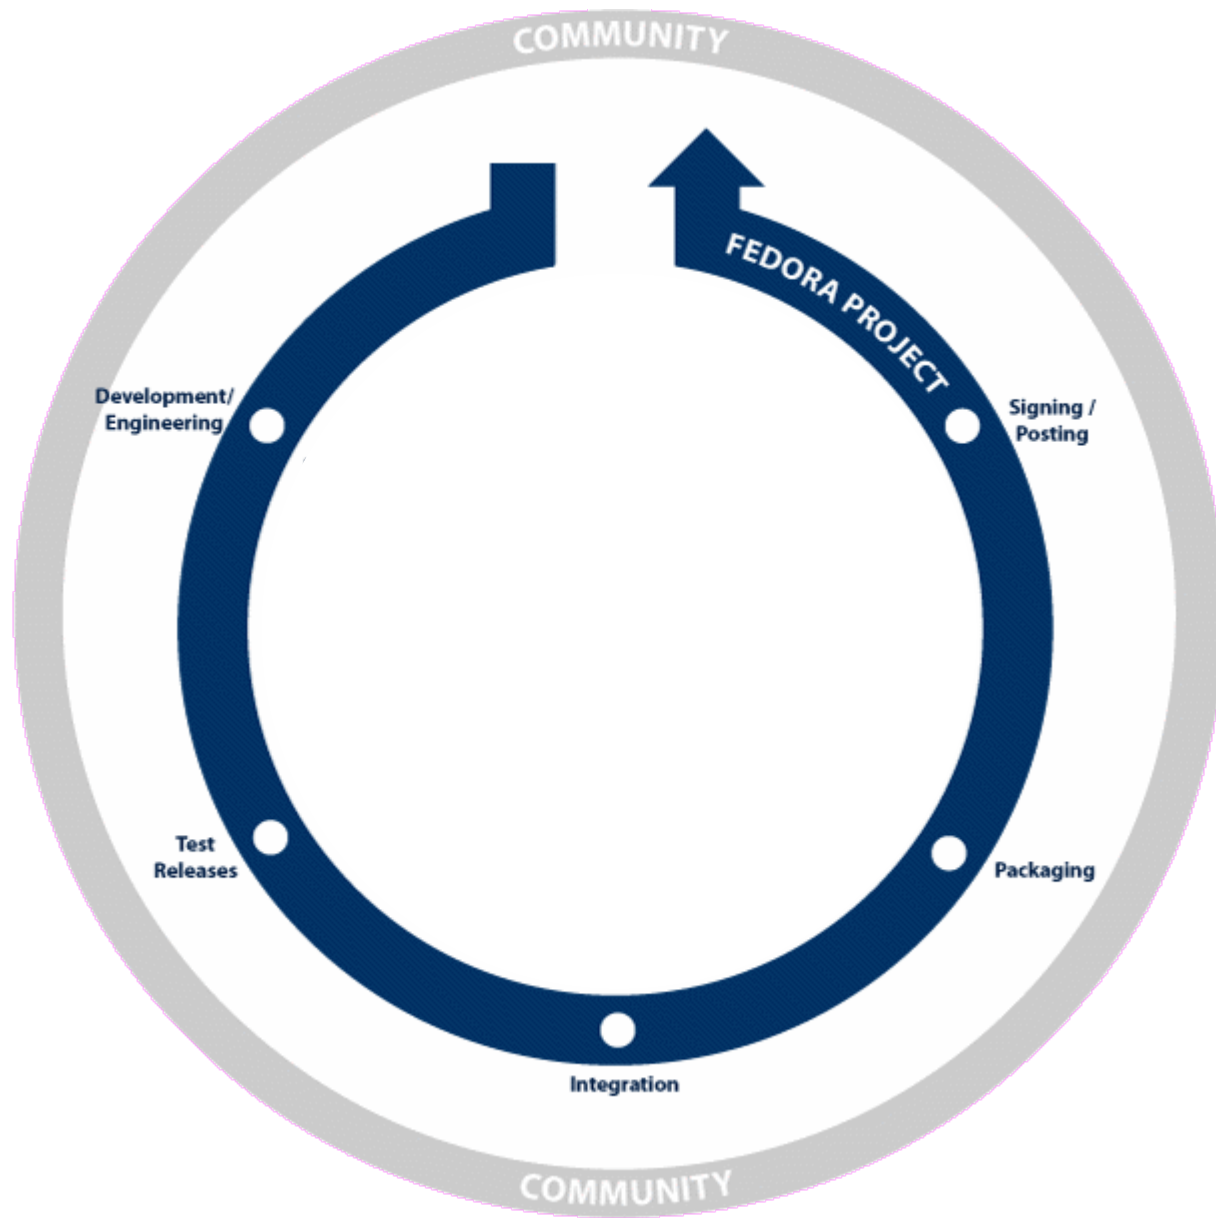 COMMUNITY
FEDORA PROJECT
Development/
Engineering
Signing /
Posting
Test
Releases
Packaging
Integration
COMMUNITY